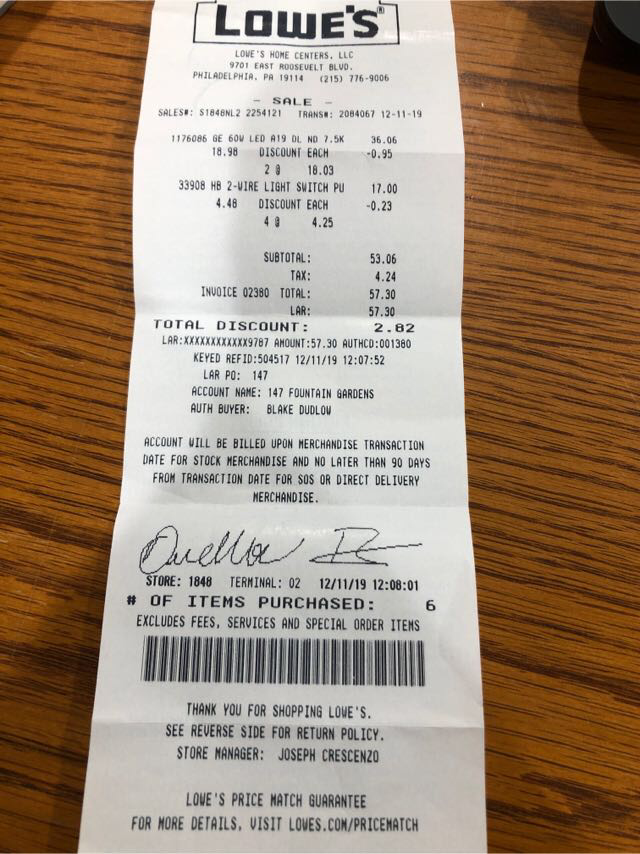 LOWE'S®
LOWE'S HOME CENTERS, LLC
9701 EAST ROOSEVELT BLVD.
PHILADELPHIA, PA 19114 (215) 776-9006
- SALE -
SALES#: S1848NL2 2254121 TRANS#: 2084067 12-11-19
1176086 GE 60W LED A19 DL ND 7.5K 36.06
18.98 DISCOUNT EACH -0.95
2 @ 18.03
33908 HB 2-WIRE LIGHT SWITCH PU 17.00
4.48 DISCOUNT EACH -0.23
4 @ 4.25
SUBTOTAL: 53.06
TAX: 4.24
INVOICE 02380 TOTAL: 57.30
LAR: 57.30
TOTAL DISCOUNT: 2.82
LAR:XXXXXXXXXXXX9787 AMOUNT:57.30 AUTHCD:001380
KEYED REFID:504517 12/11/19 12:07:52
LAR PO: 147
ACCOUNT NAME: 147 FOUNTAIN GARDENS
AUTH BUYER: BLAKE DUDLOW
ACCOUNT WILL BE BILLED UPON MERCHANDISE TRANSACTION
DATE FOR STOCK MERCHANDISE AND NO LATER THAN 90 DAYS
FROM TRANSACTION DATE FOR SOS OR DIRECT DELIVERY
MERCHANDISE.
STORE: 1848 TERMINAL: 02 12/11/19 12:08:01
# OF ITEMS PURCHASED: 6
EXCLUDES FEES, SERVICES AND SPECIAL ORDER ITEMS
THANK YOU FOR SHOPPING LOWE'S.
SEE REVERSE SIDE FOR RETURN POLICY.
STORE MANAGER: JOSEPH CRESCENZO
LOWE'S PRICE MATCH GUARANTEE
FOR MORE DETAILS, VISIT LOWES.COM/PRICEMATCH